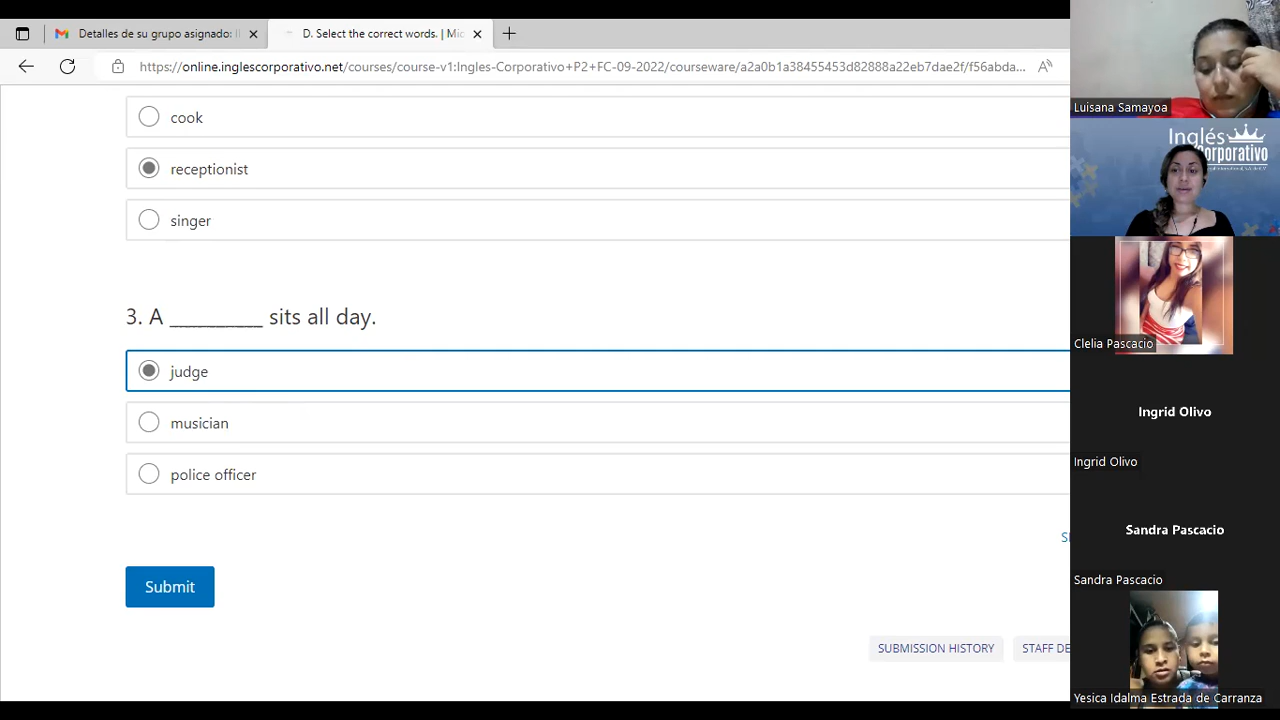 Detalles de su grupo asignado: I
D. Select the correct words. | Mic
https://online.inglescorporativo.net/courses/course-v1:Ingles-Corporativo+P2+FC-09-2022/courseware/a2a0b1a38455453d82888a22eb7dae2f/f56abda...
cook
receptionist
singer
3. A __________ sits all day.
judge
musician
police officer
Submit
SUBMISSION HISTORY
STAFF DE
Luisana Samayoa
Inglés
Corporativo
Clelia Pascacio
Ingrid Olivo
Ingrid Olivo
Sandra Pascacio
Sandra Pascacio
Yesica Idalma Estrada de Carranza